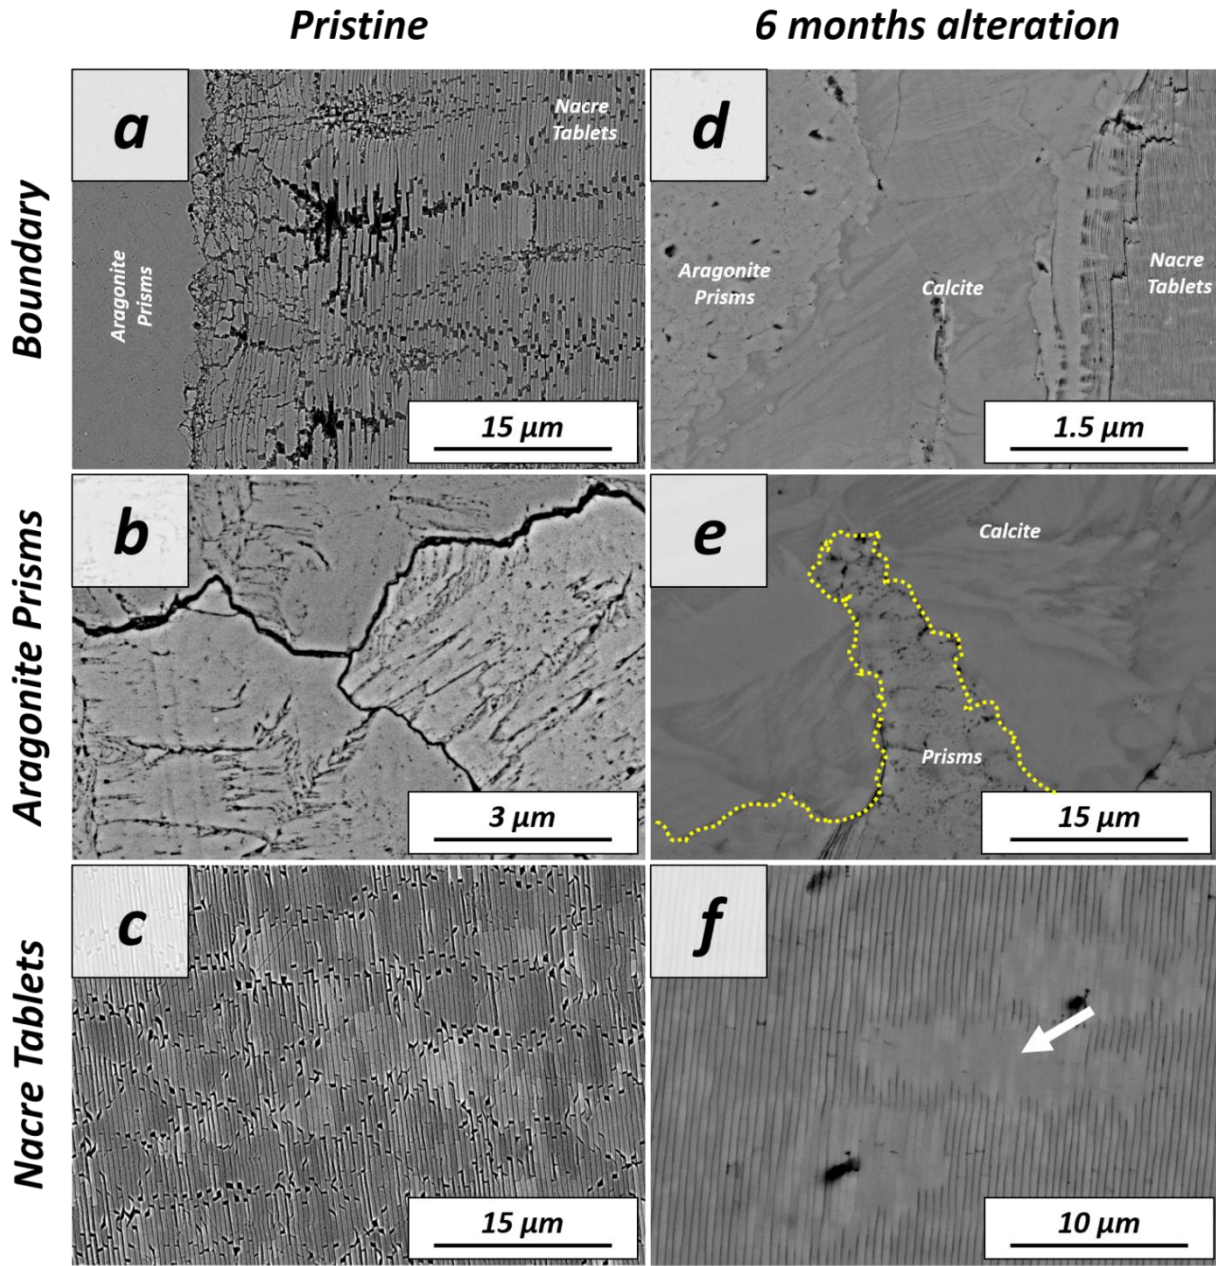 Pristine
6 months alteration
Boundary
a
Nacre
Tablets
Aragonite
Prisms
15 µm
d
Aragonite
Prisms
Calcite
Nacre
Tablets
1.5 µm
Aragonite Prisms
b
3 µm
e
Calcite
Prisms
15 µm
Nacre Tablets
c
15 µm
f
10 µm